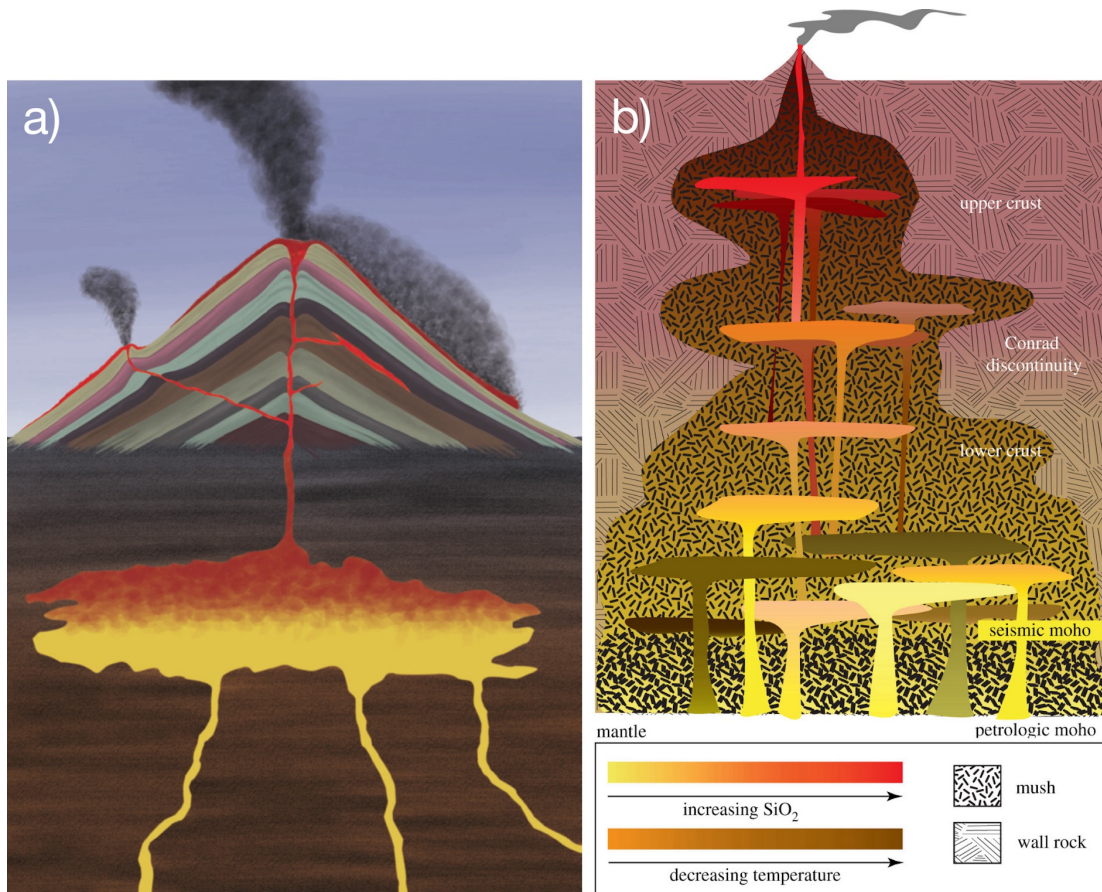 a)
b)
upper crust
Conrad
discontinuity
lower crust
seismic moho
mantle
petrologic moho
increasing SiO₂
mush
decreasing temperature
wall rock